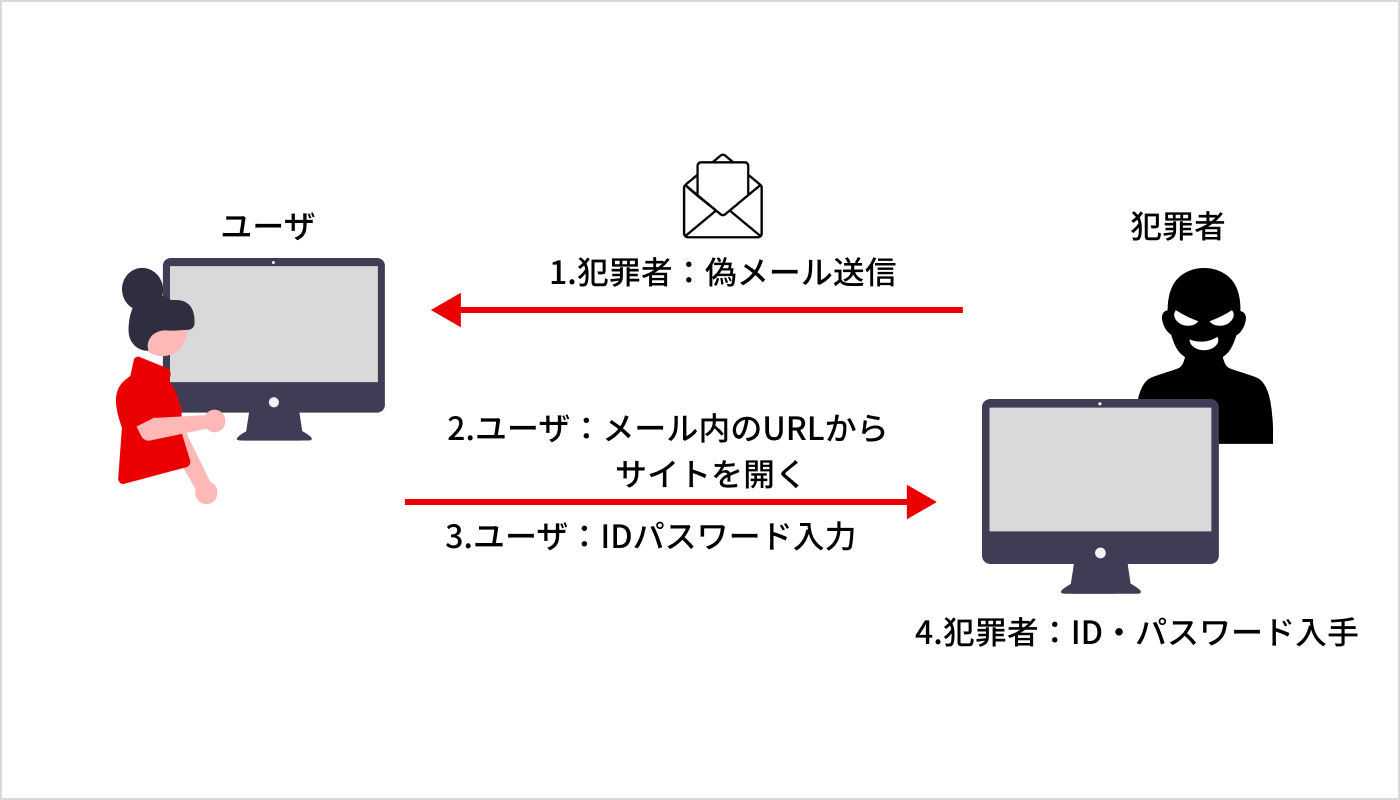 ユーザ
犯罪者
1.犯罪者：偽メール送信
2.ユーザ：メール内のURLから
サイトを開く
3.ユーザ：IDパスワード入力
4.犯罪者：ID・パスワード入手